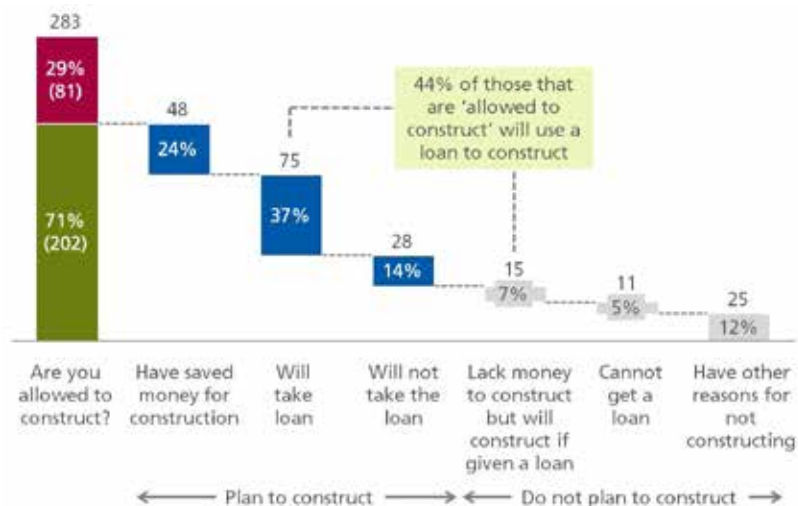 283
29%
(81)
71%
(202)
48
24%
75
37%
28
14%
44% of those that
are ‘allowed to
construct’ will use a
loan to construct
15
7%
11
5%
25
12%
Are you
allowed to
construct?
Have saved
money for
construction
Will
take
loan
Will not
take the
loan
Lack money
to construct
but will
construct if
given a loan
Cannot
get a
loan
Have other
reasons for
not
constructing
Plan to construct
Do not plan to construct